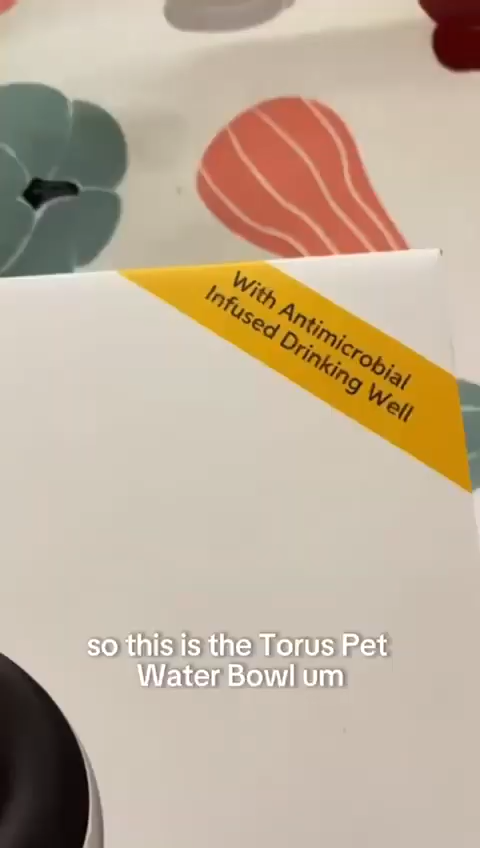 With Antimicrobial
Infused Drinking Well
so this is the Torus Pet
Water Bowl um